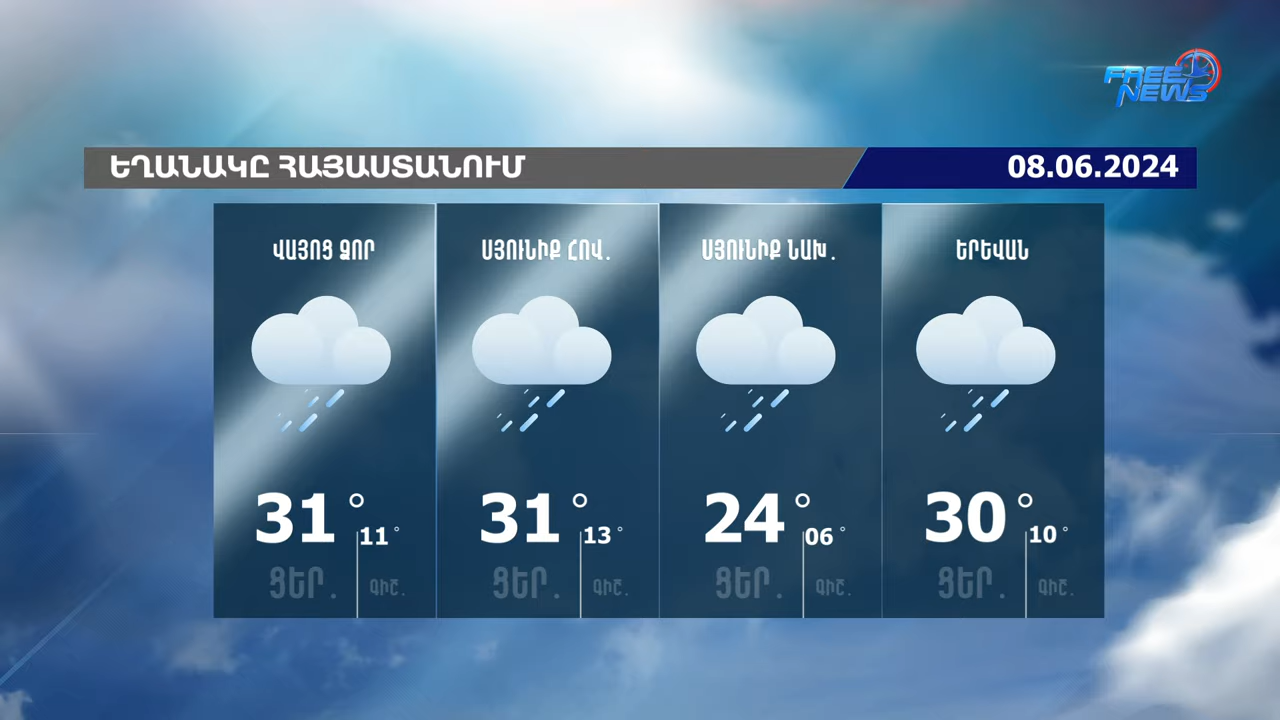 FREE
NEWS
ԵՂԱՆԱԿԸ ՀԱՅԱՍՏԱՆՈՒՄ 08.06.2024
ՎԱՅՈՑ ՁՈՐ ՍՅՈՒՆԻՔ ՀՈՎ. ՍՅՈՒՆԻՔ ՆԱԽ. ԵՐԵՎԱՆ
31° 11° 31° 13° 24° 06° 30° 10°
ՑԵՐ. ԳԻՇ. ՑԵՐ. ԳԻՇ. ՑԵՐ. ԳԻՇ. ՑԵՐ. ԳԻՇ.